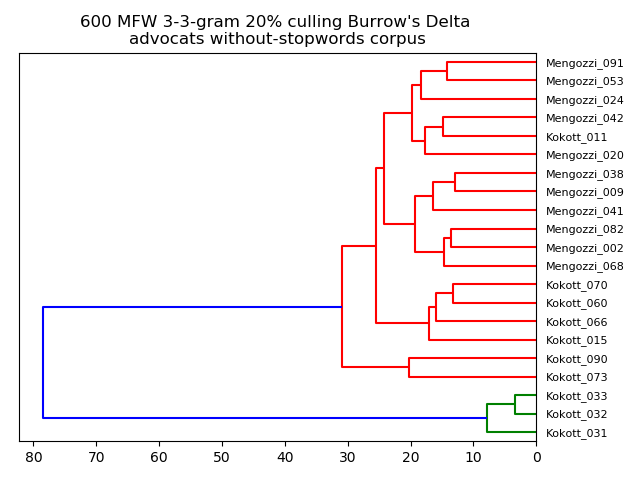 600 MFW 3-3-gram 20% culling Burrow's Delta
advocats without-stopwords corpus
Mengozzi_091
Mengozzi_053
Mengozzi_024
Mengozzi_042
Kokott_011
Mengozzi_020
Mengozzi_038
Mengozzi_009
Mengozzi_041
Mengozzi_082
Mengozzi_002
Mengozzi_068
Kokott_070
Kokott_060
Kokott_066
Kokott_015
Kokott_090
Kokott_073
Kokott_033
Kokott_032
Kokott_031
80 70 60 50 40 30 20 10 0